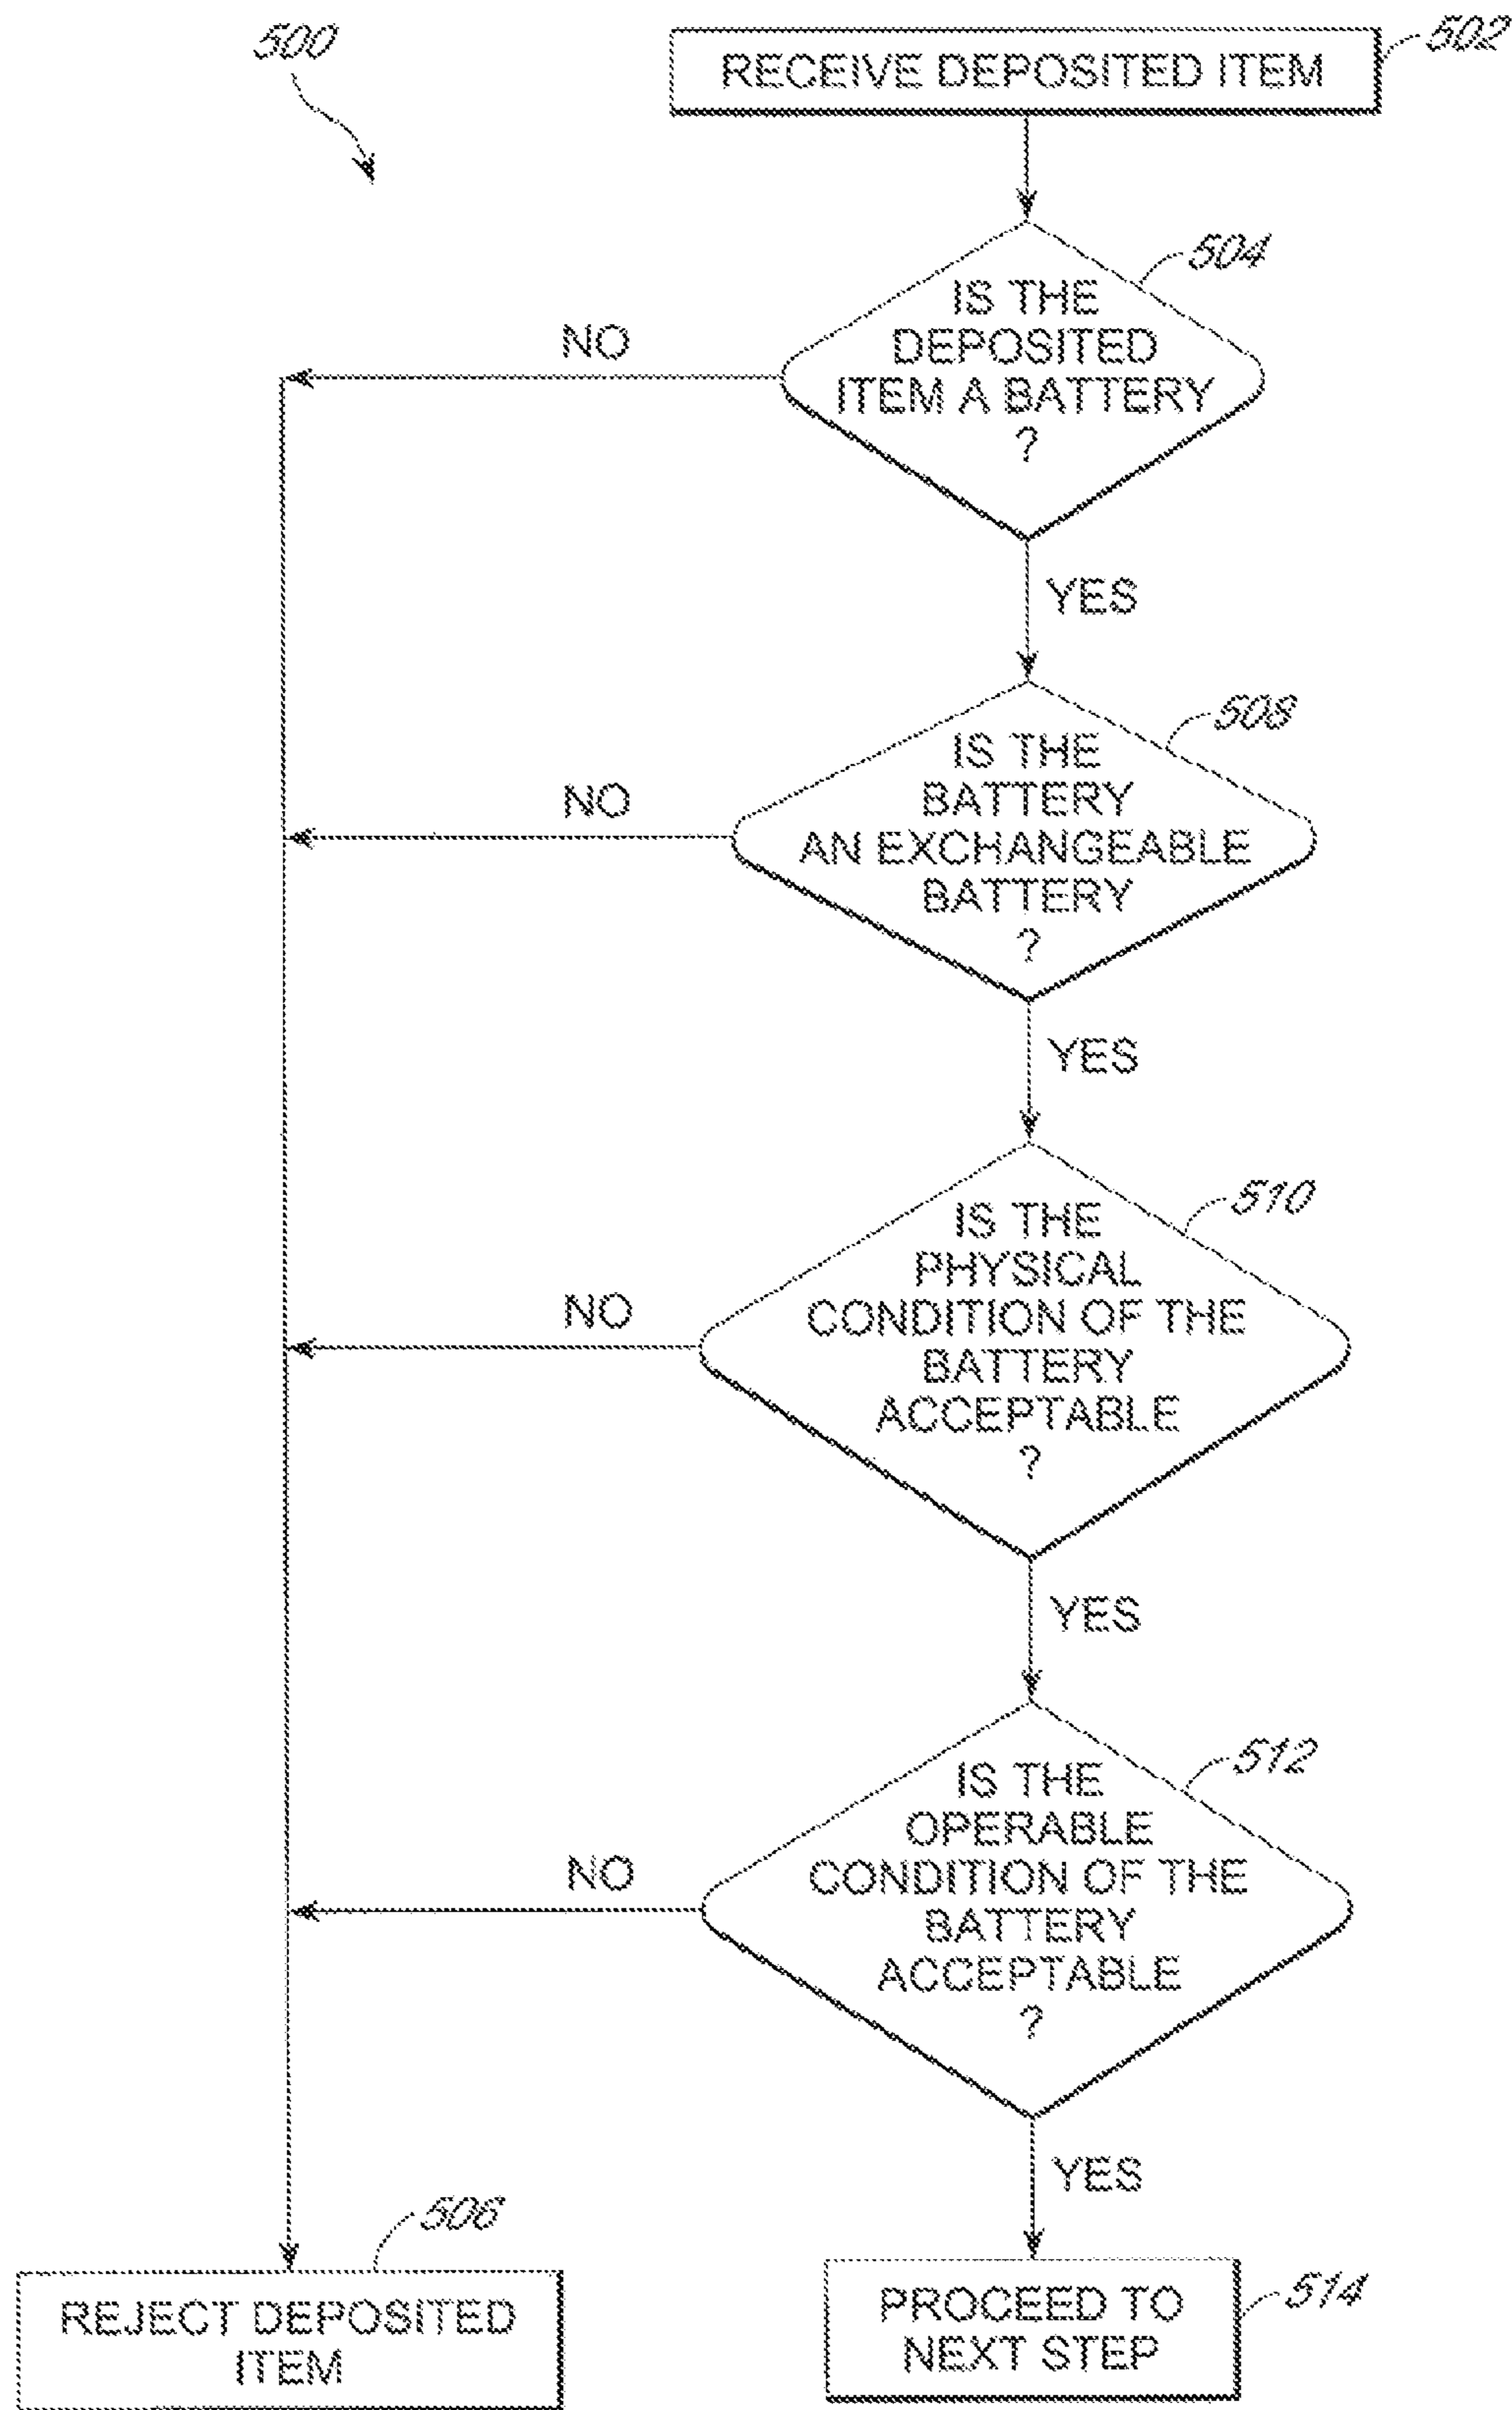 500
RECEIVE DEPOSITED ITEM
502
504
IS THE
DEPOSITED
ITEM A BATTERY
?
NO
YES
508
IS THE
BATTERY
AN EXCHANGEABLE
BATTERY
?
NO
YES
510
IS THE
PHYSICAL
CONDITION OF THE
BATTERY
ACCEPTABLE
?
NO
YES
512
IS THE
OPERABLE
CONDITION OF THE
BATTERY
ACCEPTABLE
?
NO
YES
506
REJECT DEPOSITED
ITEM
PROCEED TO
NEXT STEP
514